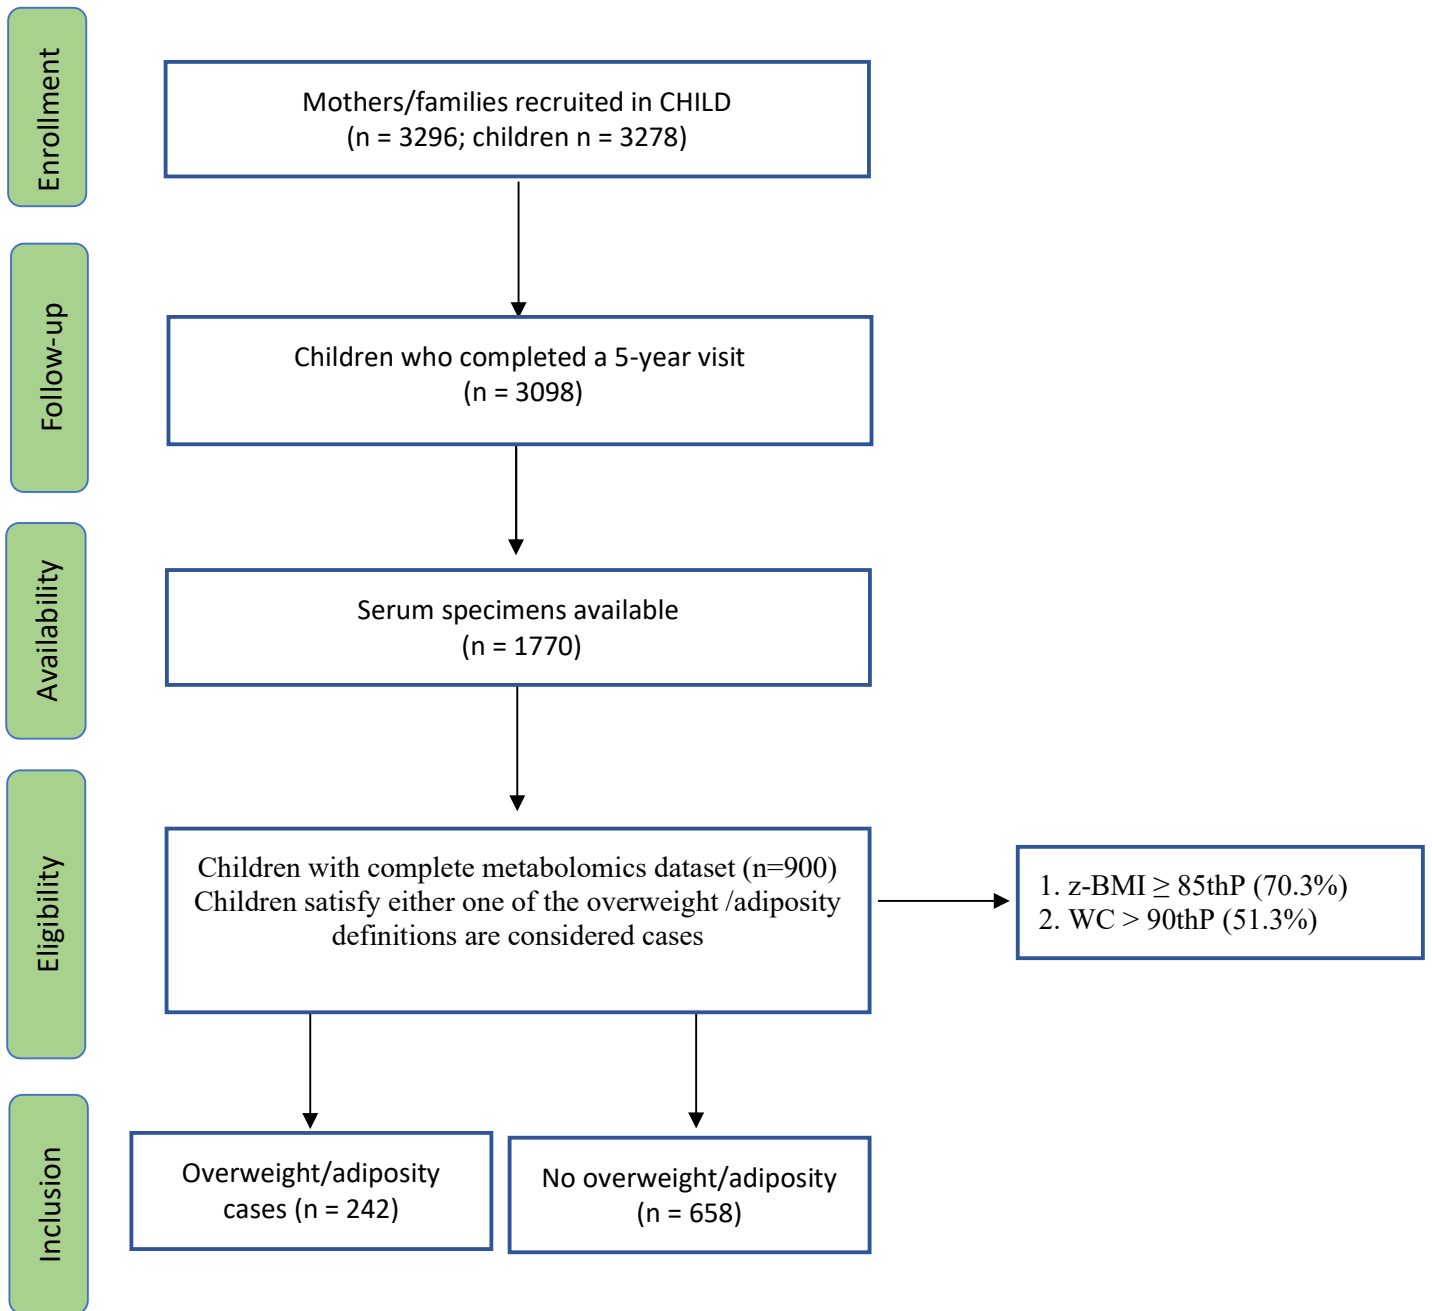 Enrollment
Mothers/families recruited in CHILD
(n = 3296; children n = 3278)
Follow-up
Children who completed a 5-year visit
(n = 3098)
Availability
Serum specimens available
(n = 1770)
Eligibility
Children with complete metabolomics dataset (n=900)
Children satisfy either one of the overweight /adiposity
definitions are considered cases
1. z-BMI ≥ 85thP (70.3%)
2. WC > 90thP (51.3%)
Inclusion
Overweight/adiposity
cases (n = 242)
No overweight/adiposity
(n = 658)